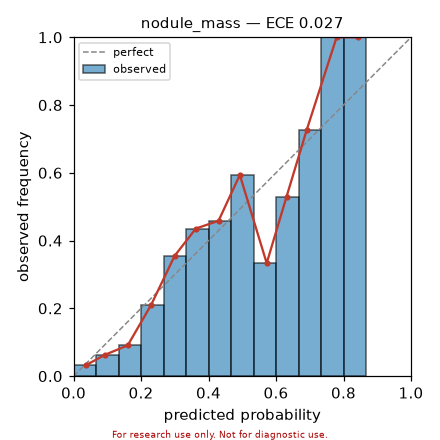 nodule_mass — ECE 0.027
perfect
observed
observed frequency
1.0
0.8
0.6
0.4
0.2
0.0
0.0 0.2 0.4 0.6 0.8 1.0
predicted probability
For research use only. Not for diagnostic use.